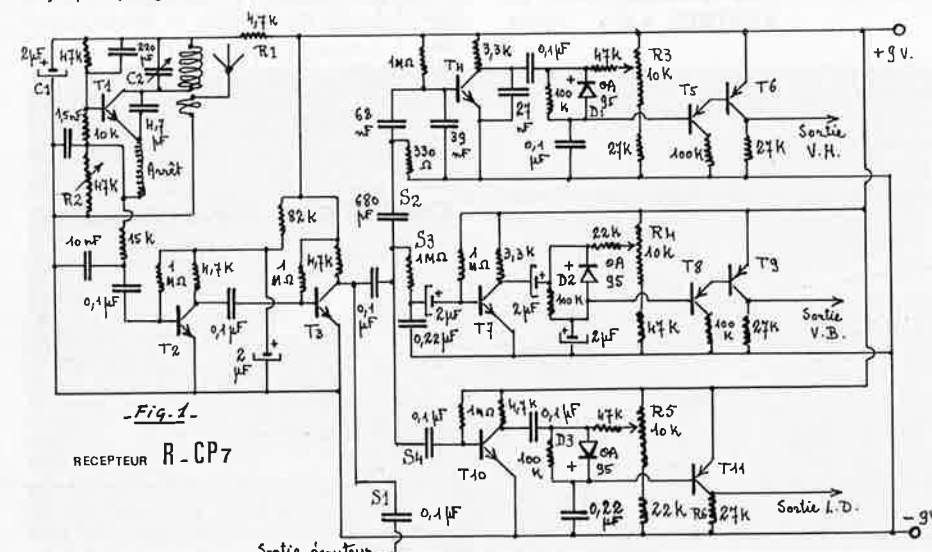 4,7K
R1
+9V.
2µF
C1
47K
220
nF
C2
T1
1,5nF
10K
4,7
µF
R2
47K
Arrêt
15K
10nF
0,1µF
1
MΩ
4,7K
T2
0,1µF
2
µF
82K
1
MΩ
4,7K
T3
0,1
µF
1MΩ
3,3K
T4
0,1µF
47K
R3
10K
100
K
OA
95
D1
62
nF
39
nF
27
nF
330
Ω
0,1
µF
27K
T5
T6
100K
27K
Sortie
V.H.
680
pF
S2
S3
1MΩ
1
MΩ
3,3K
22K
R4
10K
D2
OA
95
100K
2µF
2µF
2µF
0,22µF
T7
47K
T8
T9
100
K
27K
Sortie
V.B.
0,1µF
S4
1MΩ
4,7K
0,1µF
47K
R5
10K
D3
OA
95
100
K
T10
T11
0,22
µF
22K
R6
27K
Sortie L.D.
S1
0,1µF
-9V
- Fig. 1 -
RECEPTEUR R_CP7
Sortie écouteur